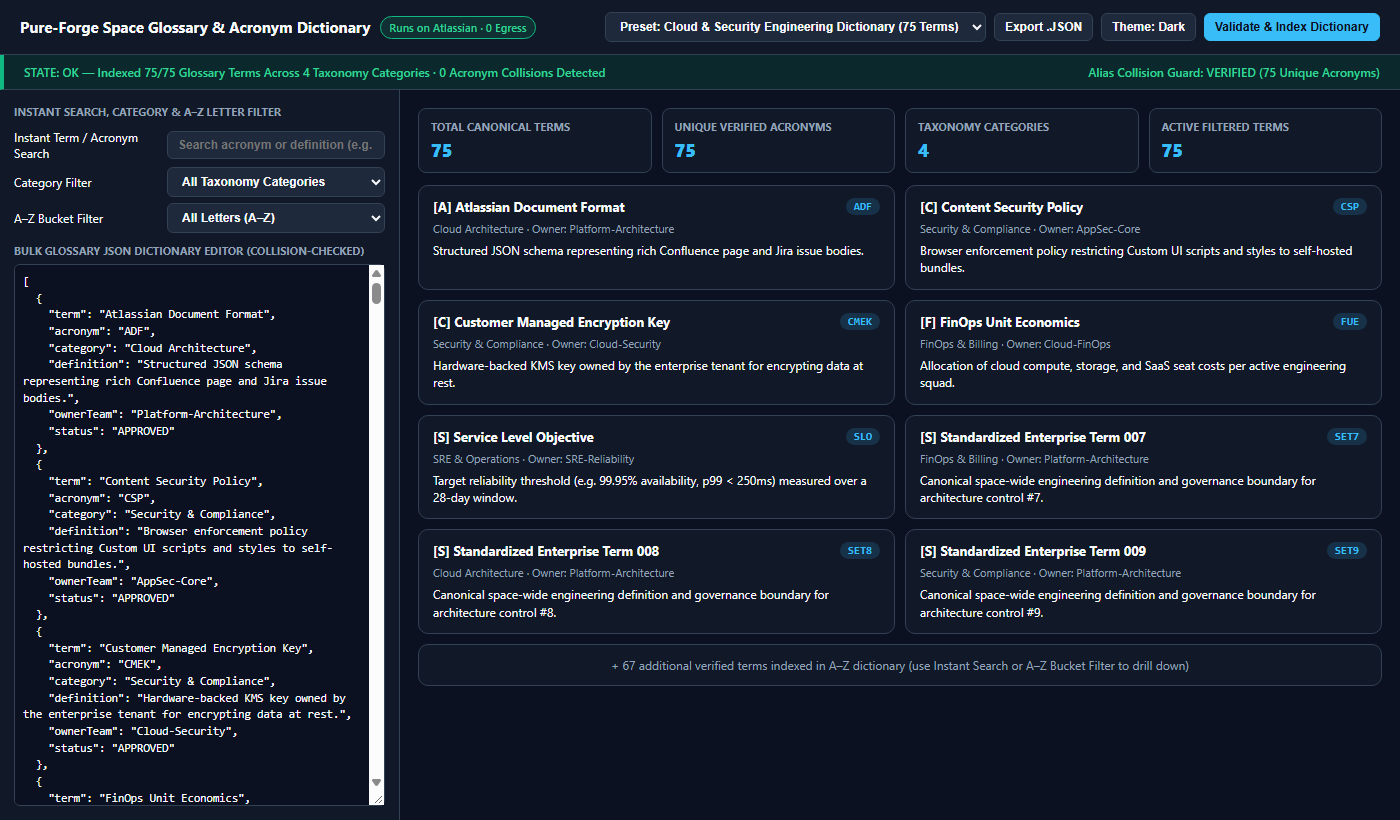 Pure-Forge Space Glossary & Acronym Dictionary
Runs on Atlassian · 0 Egress
Preset: Cloud & Security Engineering Dictionary (75 Terms)
Export .JSON
Theme: Dark
Validate & Index Dictionary
STATE: OK — Indexed 75/75 Glossary Terms Across 4 Taxonomy Categories · 0 Acronym Collisions Detected
Alias Collision Guard: VERIFIED (75 Unique Acronyms)
INSTANT SEARCH, CATEGORY & A–Z LETTER FILTER
Instant Term / Acronym
Search
Search acronym or definition (e.g.
Category Filter
All Taxonomy Categories
A–Z Bucket Filter
All Letters (A–Z)
BULK GLOSSARY JSON DICTIONARY EDITOR (COLLISION-CHECKED)
[
{
"term": "Atlassian Document Format",
"acronym": "ADF",
"category": "Cloud Architecture",
"definition": "Structured JSON schema
representing rich Confluence page and Jira issue
bodies.",
"ownerTeam": "Platform-Architecture",
"status": "APPROVED"
},
{
"term": "Content Security Policy",
"acronym": "CSP",
"category": "Security & Compliance",
"definition": "Browser enforcement policy
restricting Custom UI scripts and styles to self-
hosted bundles.",
"ownerTeam": "AppSec-Core",
"status": "APPROVED"
},
{
"term": "Customer Managed Encryption Key",
"acronym": "CMEK",
"category": "Security & Compliance",
"definition": "Hardware-backed KMS key owned by
the enterprise tenant for encrypting data at rest.",
"ownerTeam": "Cloud-Security",
"status": "APPROVED"
},
{
"term": "FinOps Unit Economics",
TOTAL CANONICAL TERMS
75
UNIQUE VERIFIED ACRONYMS
75
TAXONOMY CATEGORIES
4
ACTIVE FILTERED TERMS
75
[A] Atlassian Document Format
ADF
Cloud Architecture · Owner: Platform-Architecture
Structured JSON schema representing rich Confluence page and Jira issue bodies.
[C] Content Security Policy
CSP
Security & Compliance · Owner: AppSec-Core
Browser enforcement policy restricting Custom UI scripts and styles to self-hosted
bundles.
[C] Customer Managed Encryption Key
CMEK
Security & Compliance · Owner: Cloud-Security
Hardware-backed KMS key owned by the enterprise tenant for encrypting data at
rest.
[F] FinOps Unit Economics
FUE
FinOps & Billing · Owner: Cloud-FinOps
Allocation of cloud compute, storage, and SaaS seat costs per active engineering
squad.
[S] Service Level Objective
SLO
SRE & Operations · Owner: SRE-Reliability
Target reliability threshold (e.g. 99.95% availability, p99 < 250ms) measured over a
28-day window.
[S] Standardized Enterprise Term 007
SET7
FinOps & Billing · Owner: Platform-Architecture
Canonical space-wide engineering definition and governance boundary for
architecture control #7.
[S] Standardized Enterprise Term 008
SET8
Cloud Architecture · Owner: Platform-Architecture
Canonical space-wide engineering definition and governance boundary for
architecture control #8.
[S] Standardized Enterprise Term 009
SET9
Security & Compliance · Owner: Platform-Architecture
Canonical space-wide engineering definition and governance boundary for
architecture control #9.
+ 67 additional verified terms indexed in A–Z dictionary (use Instant Search or A–Z Bucket Filter to drill down)